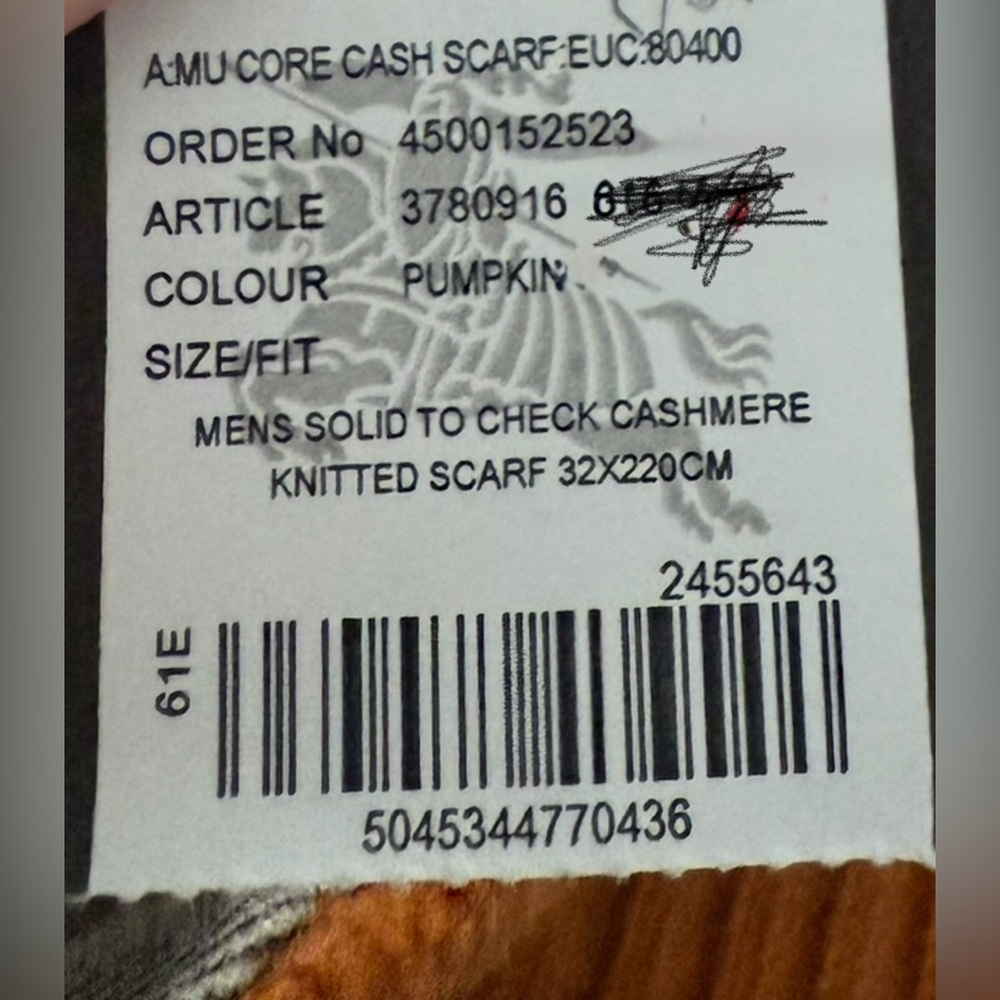 A:MU CORE CASH SCARF:EUC:80400
ORDER No 4500152523
ARTICLE 3780916
COLOUR PUMPKIN.
SIZE/FIT
MENS SOLID TO CHECK CASHMERE
KNITTED SCARF 32X220CM
2455643
61E
5045344770436